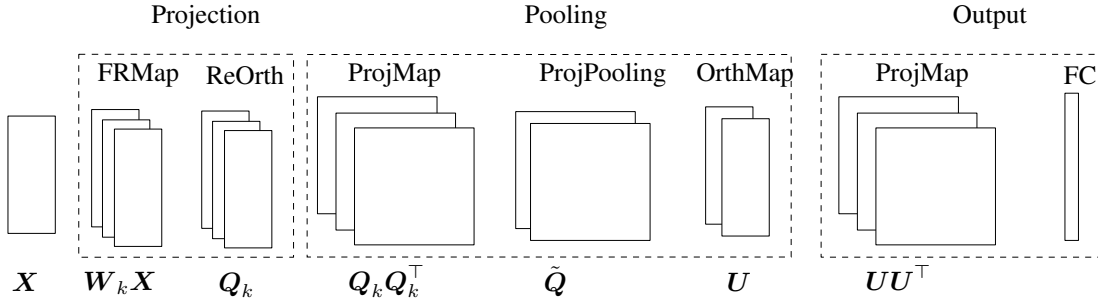 Projection Pooling Output
FRMap ReOrth ProjMap ProjPooling OrthMap ProjMap FC
X W_k X Q_k Q_k Q_k^⊤ Q̃ U UU^⊤